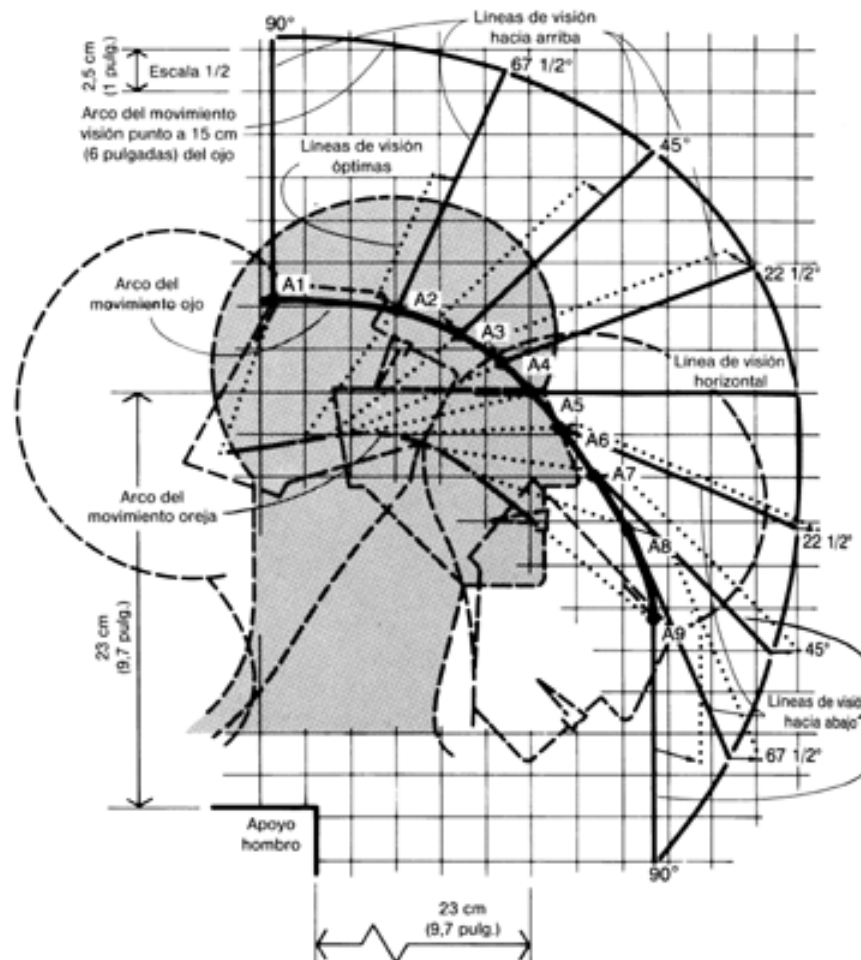 90°
Líneas de visión
hacia arriba
67 1/2°
2,5 cm
(1 pulg.)
Escala 1/2
Arco del movimiento
visión punto a 15 cm
(6 pulgadas) del ojo
Líneas de visión
óptimas
45°
22 1/2°
Arco del
movimiento ojo
A1
A2
A3
A4
Línea de visión
horizontal
A5
A6
A7
Arco del
movimiento oreja
A8
22 1/2°
A9
23 cm
(9,7 pulg.)
45°
Líneas de visió
hacia abajo
67 1/2°
Apoyo
hombro
90°
23 cm
(9,7 pulg.)